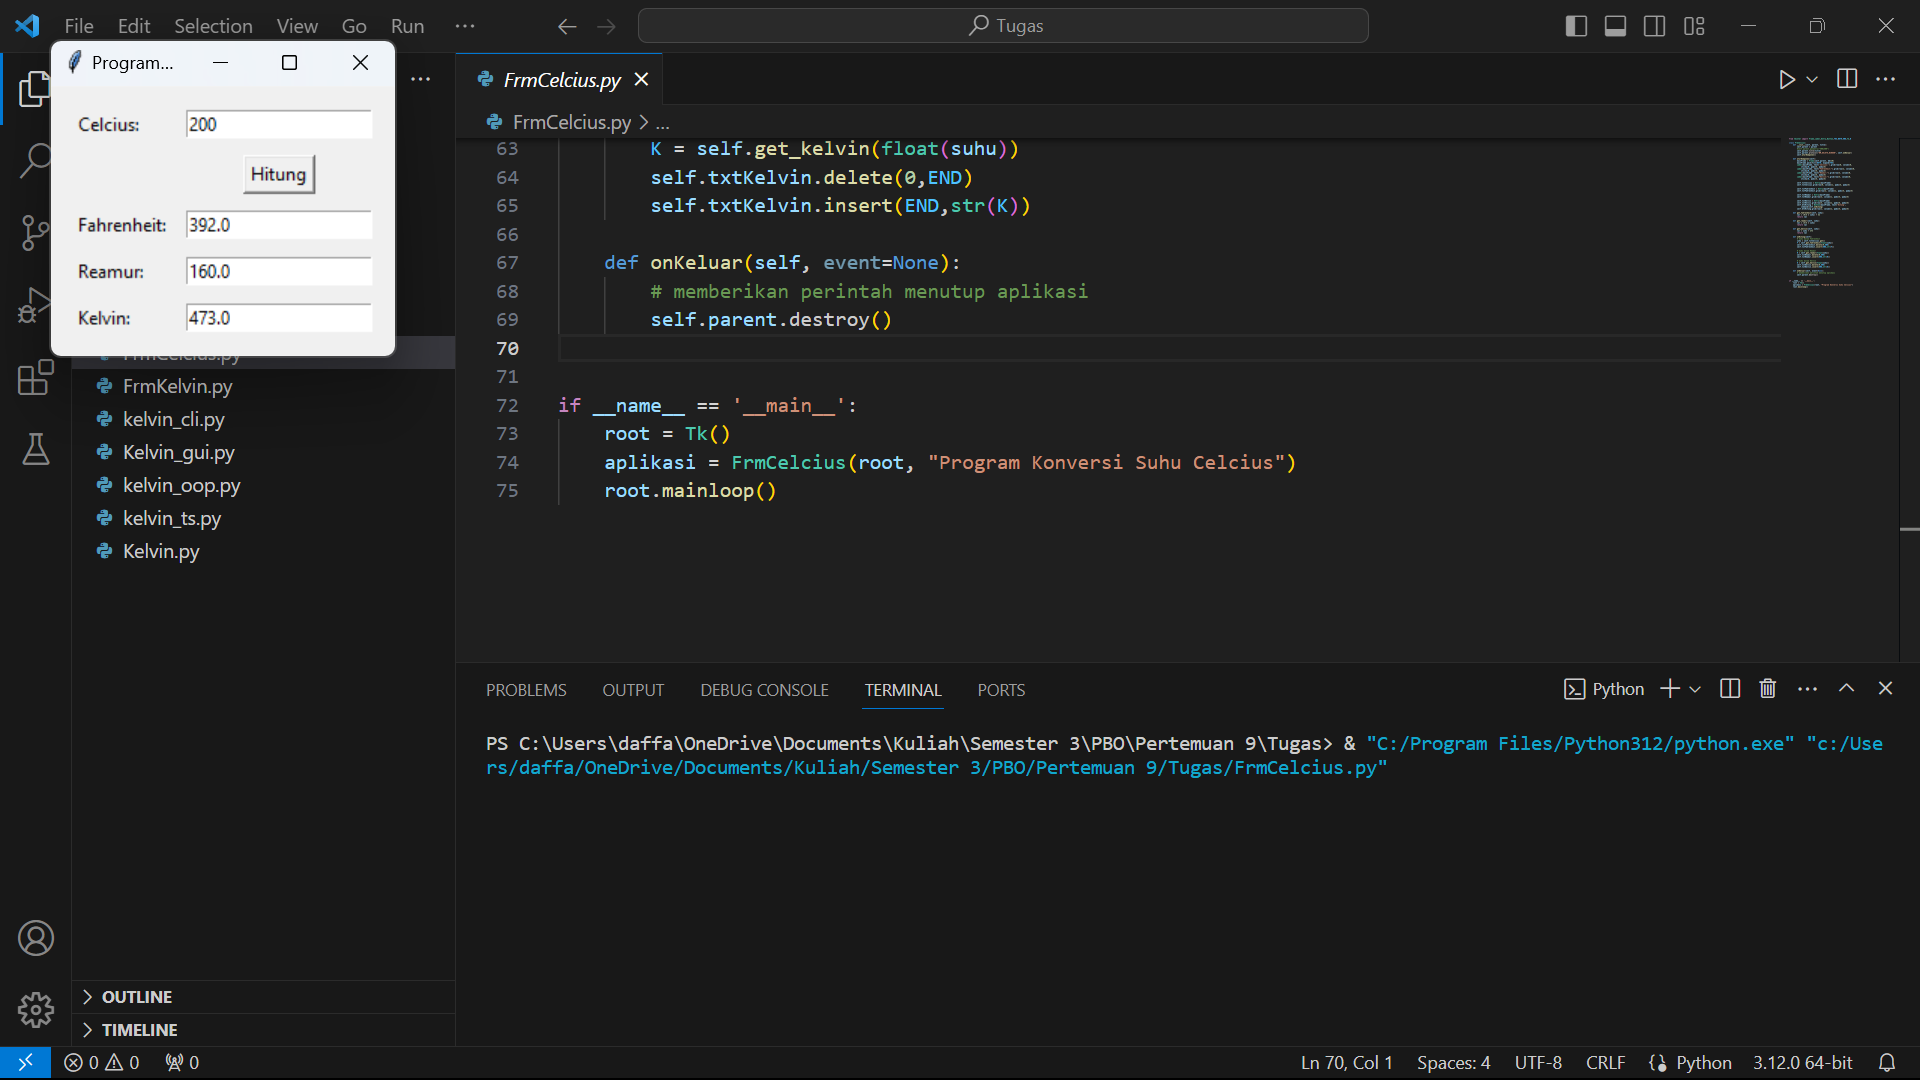 File Edit Selection View Go Run ···
Tugas
Program...
Celcius: 200
Hitung
Fahrenheit: 392.0
Reamur: 160.0
Kelvin: 473.0
FrmCelcius.py
FrmKelvin.py
kelvin_cli.py
Kelvin_gui.py
kelvin_oop.py
kelvin_ts.py
Kelvin.py
OUTLINE
TIMELINE
FrmCelcius.py
FrmCelcius.py > ...
63 K = self.get_kelvin(float(suhu))
64 self.txtKelvin.delete(0,END)
65 self.txtKelvin.insert(END,str(K))
66
67 def onKeluar(self, event=None):
68 # memberikan perintah menutup aplikasi
69 self.parent.destroy()
70
71
72 if __name__ == '__main__':
73 root = Tk()
74 aplikasi = FrmCelcius(root, "Program Konversi Suhu Celcius")
75 root.mainloop()
PROBLEMS OUTPUT DEBUG CONSOLE TERMINAL PORTS
Python
PS C:\Users\daffa\OneDrive\Documents\Kuliah\Semester 3\PBO\Pertemuan 9\Tugas> & "C:/Program Files/Python312/python.exe" "c:/Use
rs/daffa/OneDrive/Documents/Kuliah/Semester 3/PBO/Pertemuan 9/Tugas/FrmCelcius.py"
0 0 0
Ln 70, Col 1 Spaces: 4 UTF-8 CRLF Python 3.12.0 64-bit